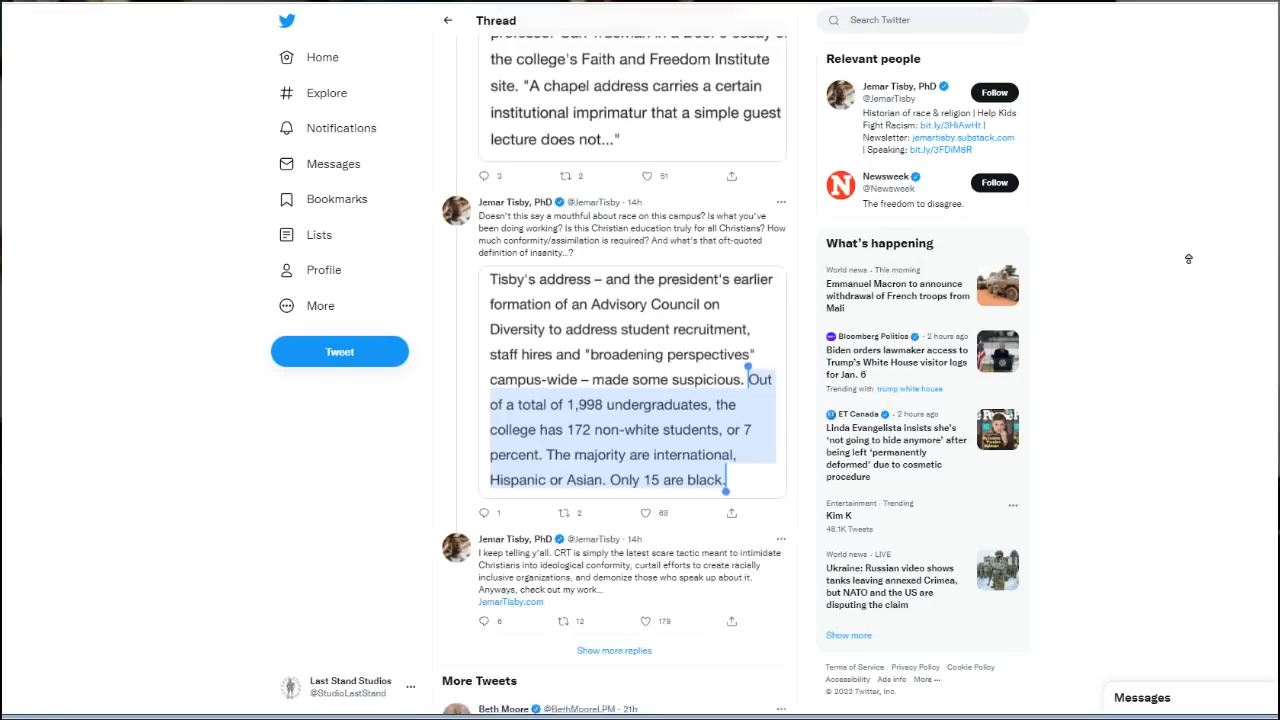 Home
Explore
Notifications
Messages
Bookmarks
Lists
Profile
More
Tweet
Last Stand Studios
@StudioLastStand
Thread
the college's Faith and Freedom Institute
site. "A chapel address carries a certain
institutional imprimatur that a simple guest
lecture does not..."
3 2 51
Jemar Tisby, PhD @JemarTisby · 14h
Doesn't this say a mouthful about race on this campus? Is what you've
been doing working? Is this Christian education truly for all Christians? How
much conformity/assimilation is required? And what's that oft-quoted
definition of insanity...?
Tisby's address – and the president's earlier
formation of an Advisory Council on
Diversity to address student recruitment,
staff hires and "broadening perspectives"
campus-wide – made some suspicious. Out
of a total of 1,998 undergraduates, the
college has 172 non-white students, or 7
percent. The majority are international,
Hispanic or Asian. Only 15 are black.
1 2 69
Jemar Tisby, PhD @JemarTisby · 14h
I keep telling y'all. CRT is simply the latest scare tactic meant to intimidate
Christians into ideological conformity, curtail efforts to create racially
inclusive organizations, and demonize those who speak up about it.
Anyways, check out my work...
JemarTisby.com
6 12 179
Show more replies
More Tweets
Beth Moore @BethMooreLPM · 21h
Search Twitter
Relevant people
Jemar Tisby, PhD
@JemarTisby
Follow
Historian of race & religion | Help Kids
Fight Racism: bit.ly/3HiAwHt |
Newsletter: jemartisby.substack.com
| Speaking: bit.ly/3FDIM8R
Newsweek
@Newsweek
Follow
The freedom to disagree.
What's happening
World news · This morning
Emmanuel Macron to announce
withdrawal of French troops from
Mali
Bloomberg Politics · 2 hours ago
Biden orders lawmaker access to
Trump's White House visitor logs
for Jan. 6
Trending with trump white house
ET Canada · 2 hours ago
Linda Evangelista insists she's
'not going to hide anymore' after
being left 'permanently
deformed' due to cosmetic
procedure
Entertainment · Trending
Kim K
48.1K Tweets
World news · LIVE
Ukraine: Russian video shows
tanks leaving annexed Crimea,
but NATO and the US are
disputing the claim
Show more
Terms of Service Privacy Policy Cookie Policy
Accessibility Ads info More
© 2022 Twitter, Inc.
Messages